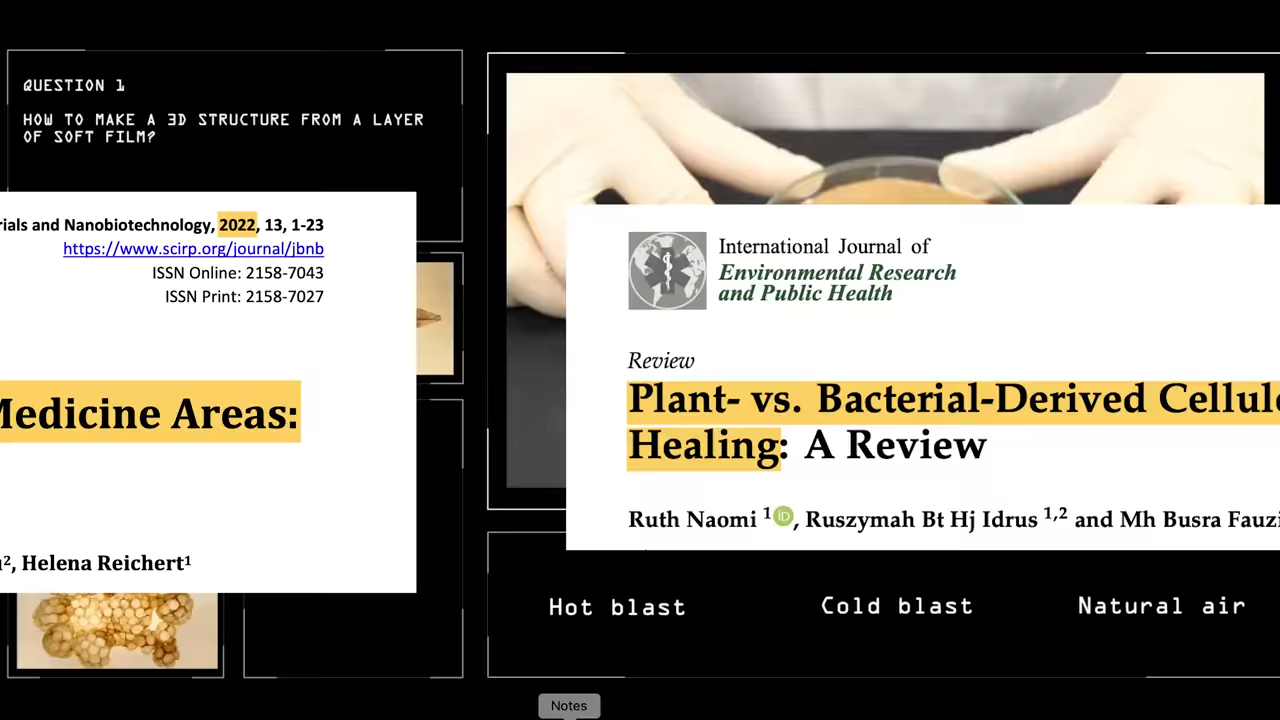 QUESTION 1
HOW TO MAKE A 3D STRUCTURE FROM A LAYER
OF SOFT FILM?
and Nanobiotechnology, 2022, 13, 1-23
https://www.scirp.org/journal/jbnb
ISSN Online: 2158-7043
ISSN Print: 2158-7027
Medicine Areas:
Helena Reichert¹
International Journal of
Environmental Research
and Public Health
Review
Plant- vs. Bacterial-Derived
Healing: A Review
Ruth Naomi ¹ iD, Ruszymah Bt Hj Idrus ¹,² and Mh Busra
Hot blast
Cold blast
Natural air
Notes